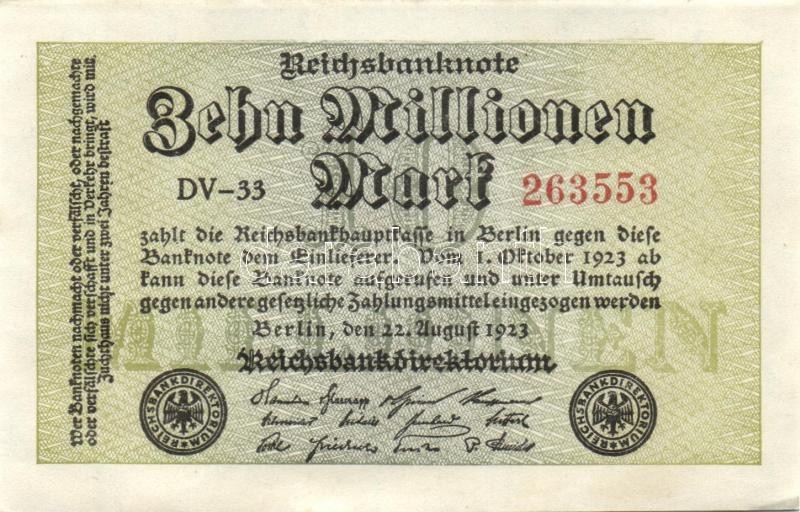 Reichsbanknote
Zehn Millionen
Mark
DV-33
263553
zahlt die Reichsbankhauptkasse in Berlin gegen diese
Banknote dem Einlieferer. Vom 1. Oktober 1923 ab
kann diese Banknote aufgerufen und unter Umtausch
gegen andere gesetzliche Zahlungsmittel eingezogen werden
Berlin, den 22. August 1923
Reichsbankdirektorium
REICHSBANKDIREKTORIUM
REICHSBANKDIREKTORIUM
Wer Banknoten nachmacht oder verfälscht, oder nachgemachte
oder verfälschte sich verschafft und in Verkehr bringt, wird mit
Zuchthaus nicht unter zwei Jahren bestraft